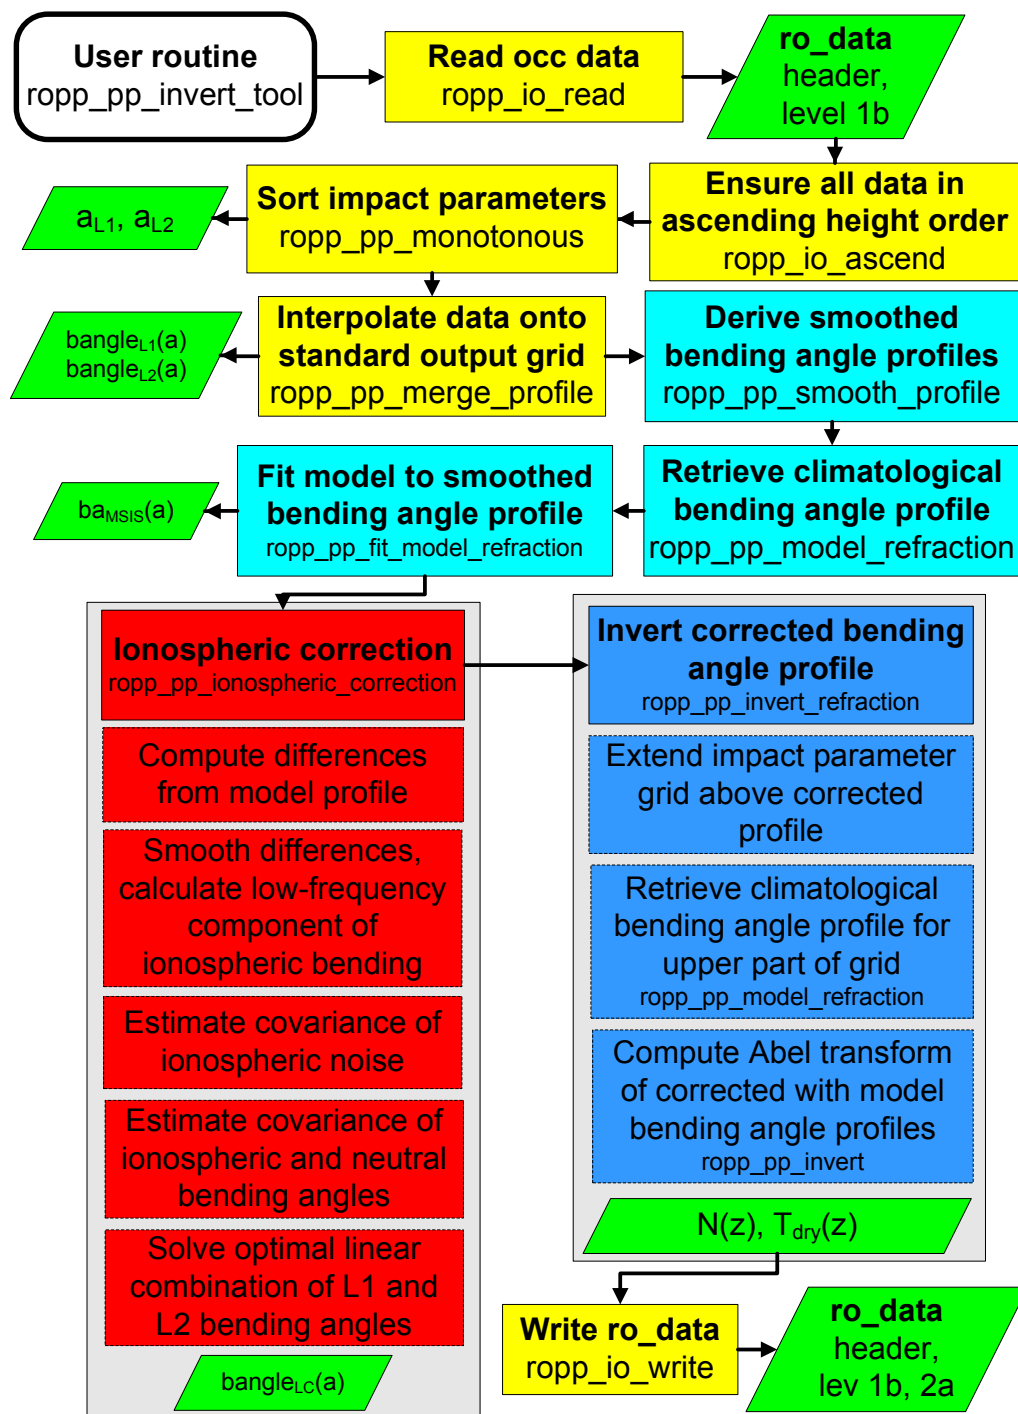 User routine
ropp_pp_invert_tool
Read occ data
ropp_io_read
ro_data
header,
level 1b
Ensure all data in
ascending height order
ropp_io_ascend
Sort impact parameters
ropp_pp_monotonous
aL1, aL2
Interpolate data onto
standard output grid
ropp_pp_merge_profile
bangleL1(a)
bangleL2(a)
Derive smoothed
bending angle profiles
ropp_pp_smooth_profile
Retrieve climatological
bending angle profile
ropp_pp_model_refraction
Fit model to smoothed
bending angle profile
ropp_pp_fit_model_refraction
baMSIS(a)
Ionospheric correction
ropp_pp_ionospheric_correction
Compute differences
from model profile
Smooth differences,
calculate low-frequency
component of
ionospheric bending
Estimate covariance of
ionospheric noise
Estimate covariance of
ionospheric and neutral
bending angles
Solve optimal linear
combination of L1 and
L2 bending angles
bangleLC(a)
Invert corrected bending
angle profile
ropp_pp_invert_refraction
Extend impact parameter
grid above corrected
profile
Retrieve climatological
bending angle profile for
upper part of grid
ropp_pp_model_refraction
Compute Abel transform
of corrected with model
bending angle profiles
ropp_pp_invert
N(z), Tdry(z)
Write ro_data
ropp_io_write
ro_data
header,
lev 1b, 2a